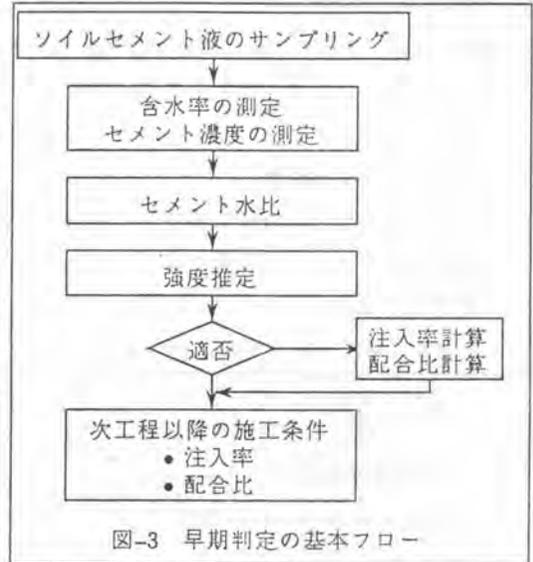 ソイルセメント液のサンプリング
含水率の測定
セメント濃度の測定
セメント水比
強度推定
適否
注入率計算
配合比計算
次工程以降の施工条件
• 注入率
• 配合比
図-3 早期判定の基本フロー